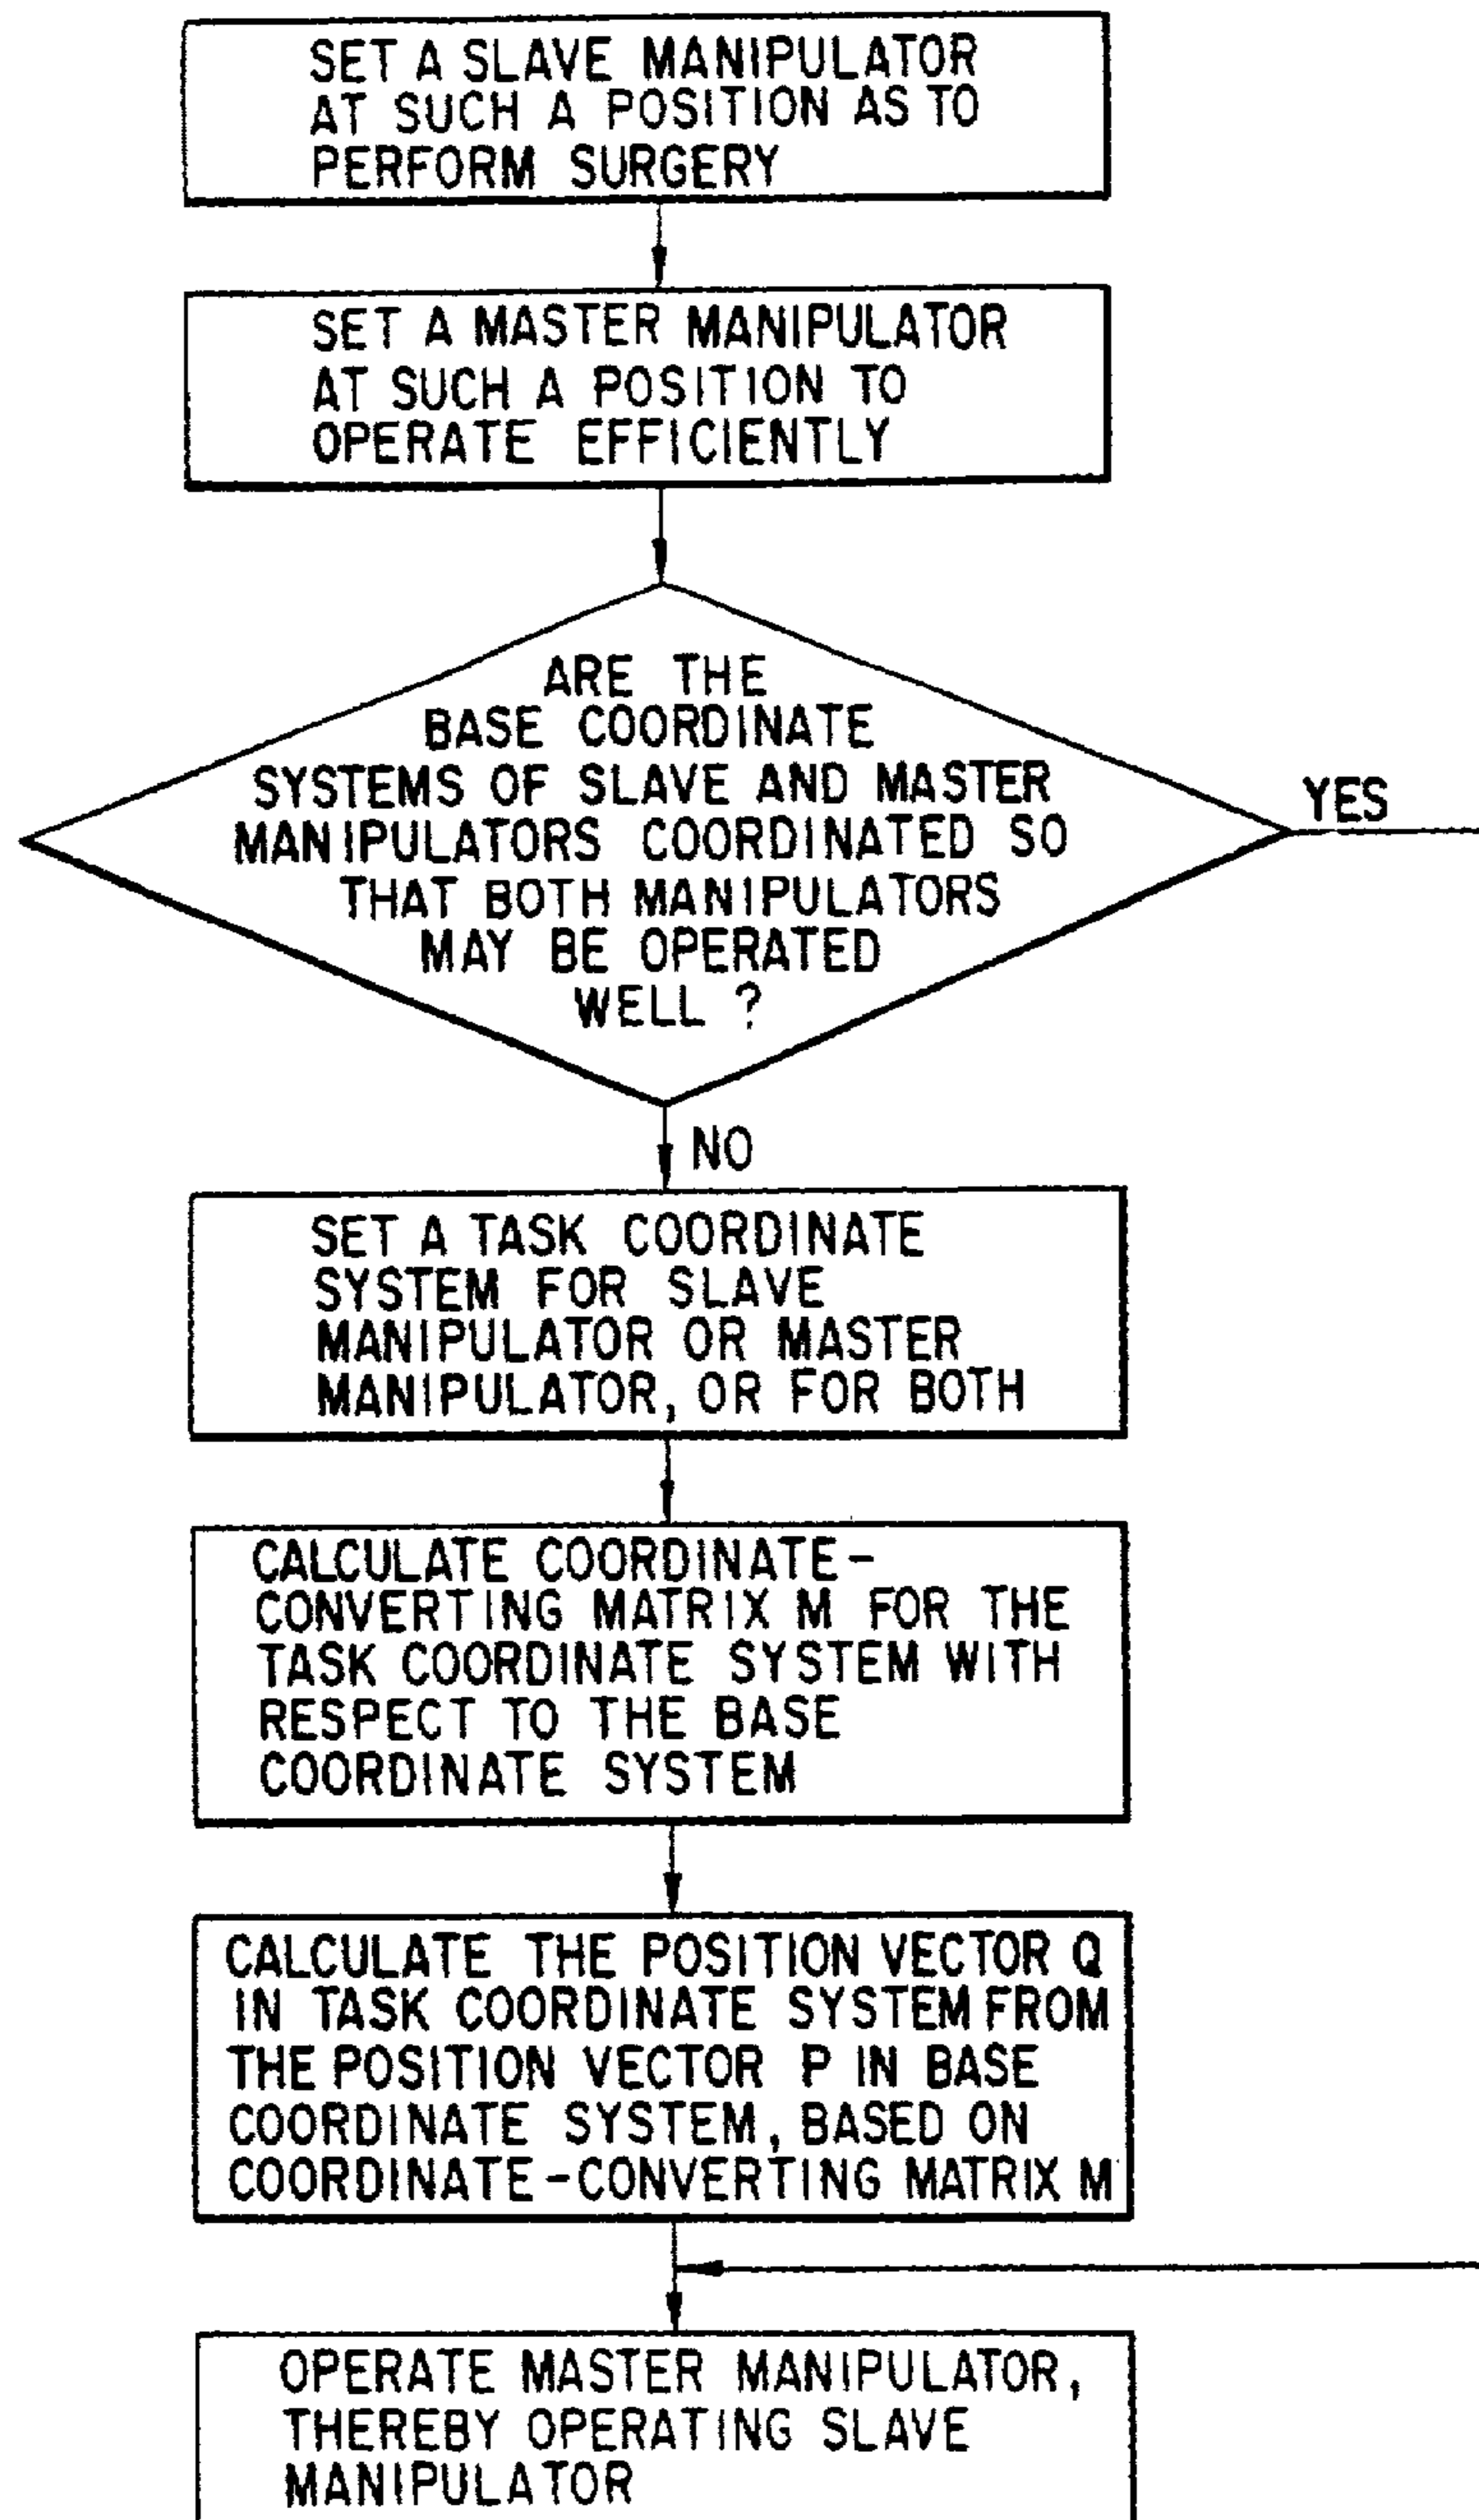 SET A SLAVE MANIPULATOR
AT SUCH A POSITION AS TO
PERFORM SURGERY
SET A MASTER MANIPULATOR
AT SUCH A POSITION TO
OPERATE EFFICIENTLY
ARE THE
BASE COORDINATE
SYSTEMS OF SLAVE AND MASTER
MANIPULATORS COORDINATED SO
THAT BOTH MANIPULATORS
MAY BE OPERATED
WELL ?
YES
NO
SET A TASK COORDINATE
SYSTEM FOR SLAVE
MANIPULATOR OR MASTER
MANIPULATOR, OR FOR BOTH
CALCULATE COORDINATE-
CONVERTING MATRIX M FOR THE
TASK COORDINATE SYSTEM WITH
RESPECT TO THE BASE
COORDINATE SYSTEM
CALCULATE THE POSITION VECTOR Q
IN TASK COORDINATE SYSTEM FROM
THE POSITION VECTOR P IN BASE
COORDINATE SYSTEM, BASED ON
COORDINATE-CONVERTING MATRIX M
OPERATE MASTER MANIPULATOR,
THEREBY OPERATING SLAVE
MANIPULATOR